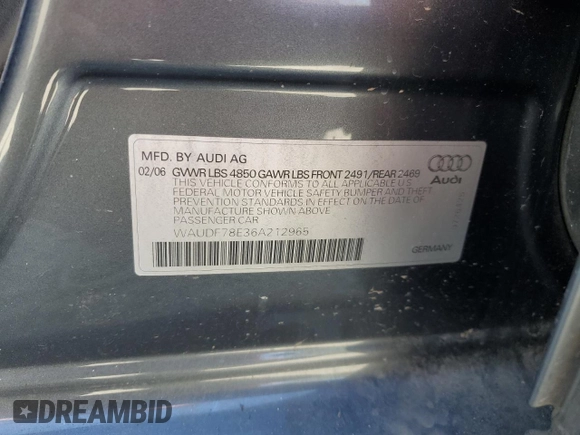 MFD. BY AUDI AG
02/06 GVWR LBS 4850 GAWR LBS FRONT 2491/REAR 2469
THIS VEHICLE CONFORMS TO ALL APPLICABLE U.S.
FEDERAL MOTOR VEHICLE SAFETY BUMPER AND THEFT
PREVENTION STANDARDS IN EFFECT ON THE DATE OF
MANUFACTURE SHOWN ABOVE
PASSENGER CAR
WAUDF78E36A212965
Audi
GERMANY
DREAMBID